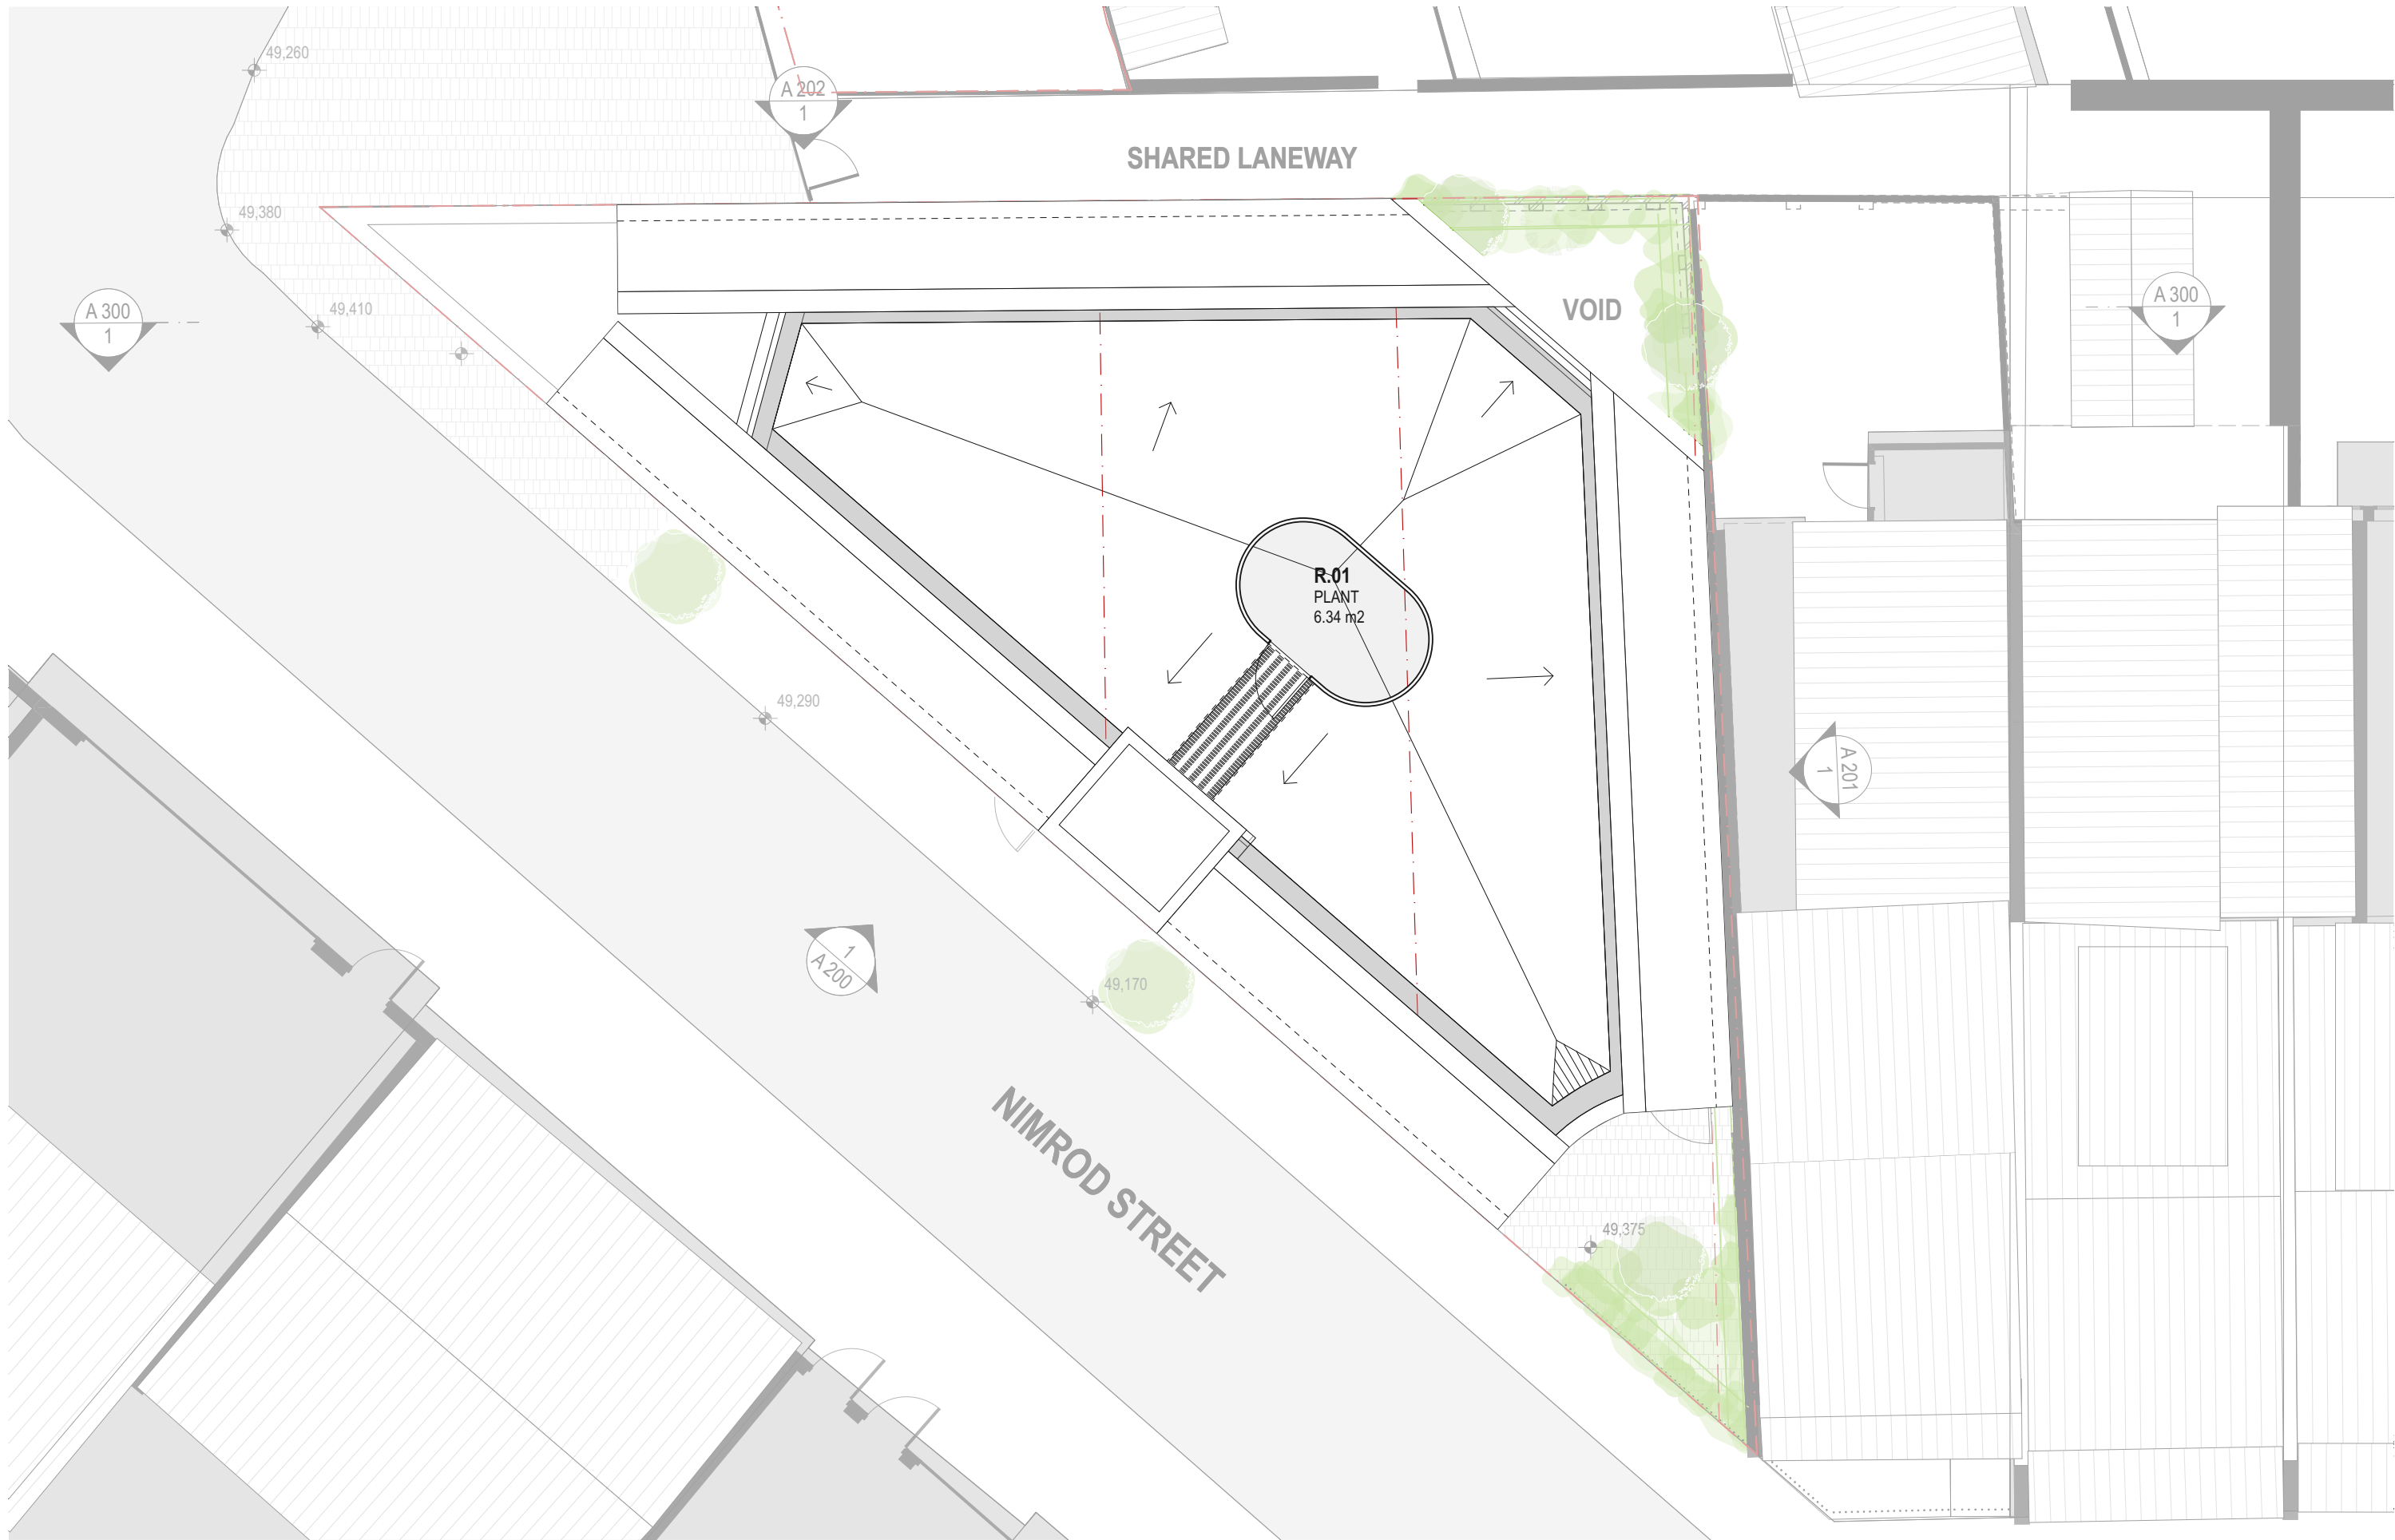 49,260
A 202
1
SHARED LANEWAY
49,380
A 300
1
49,410
VOID
A 300
1
R.01
PLANT
6.34 m2
49,290
A 201
1
1
A 200
49,170
NIMROD STREET
49,375